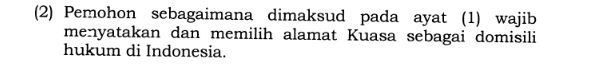 (2) Pemohon sebagaimana dimaksud pada ayat (1) wajib
menyatakan dan memilih alamat Kuasa sebagai domisili
hukum di Indonesia.